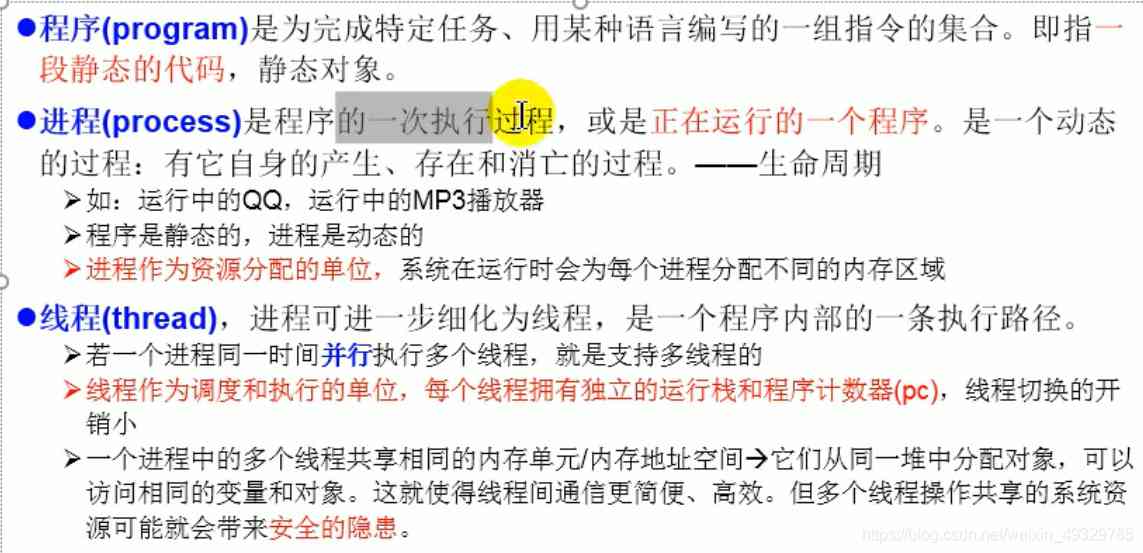 ●程序(program)是为完成特定任务、用某种语言编写的一组指令的集合。即指一
段静态的代码，静态对象。
●进程(process)是程序的一次执行过程，或是正在运行的一个程序。是一个动态
的过程：有它自身的产生、存在和消亡的过程。——生命周期
➢如：运行中的QQ，运行中的MP3播放器
➢程序是静态的，进程是动态的
➢进程作为资源分配的单位，系统在运行时会为每个进程分配不同的内存区域
●线程(thread)，进程可进一步细化为线程，是一个程序内部的一条执行路径。
➢若一个进程同一时间并行执行多个线程，就是支持多线程的
➢线程作为调度和执行的单位，每个线程拥有独立的运行栈和程序计数器(pc)，线程切换的开
销小
➢一个进程中的多个线程共享相同的内存单元/内存地址空间→它们从同一堆中分配对象，可以
访问相同的变量和对象。这就使得线程间通信更简便、高效。但多个线程操作共享的系统资
源可能就会带来安全的隐患。
https://blog.csdn.net/weixin_49329785